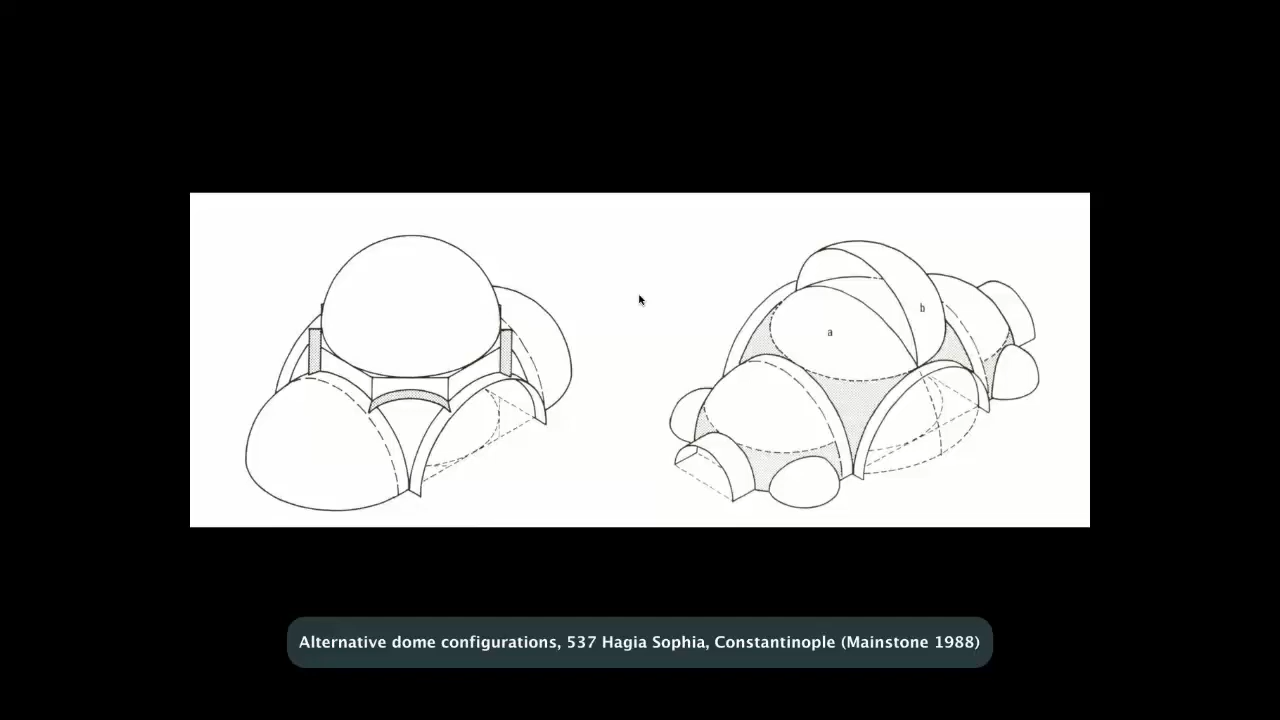 b
a
Alternative dome configurations, 537 Hagia Sophia, Constantinople (Mainstone 1988)